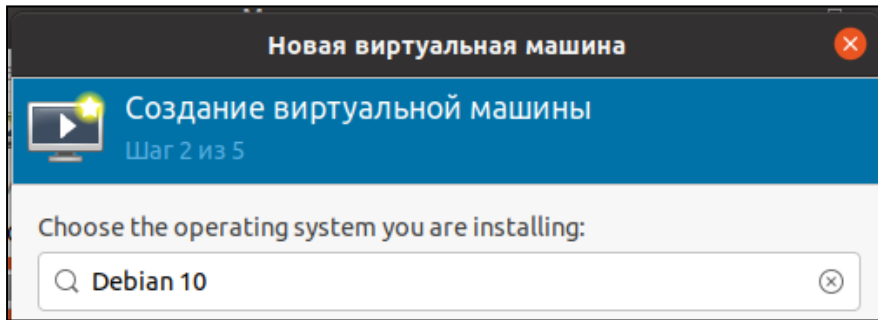 Новая виртуальная машина
Создание виртуальной машины
Шаг 2 из 5
Choose the operating system you are installing:
Debian 10